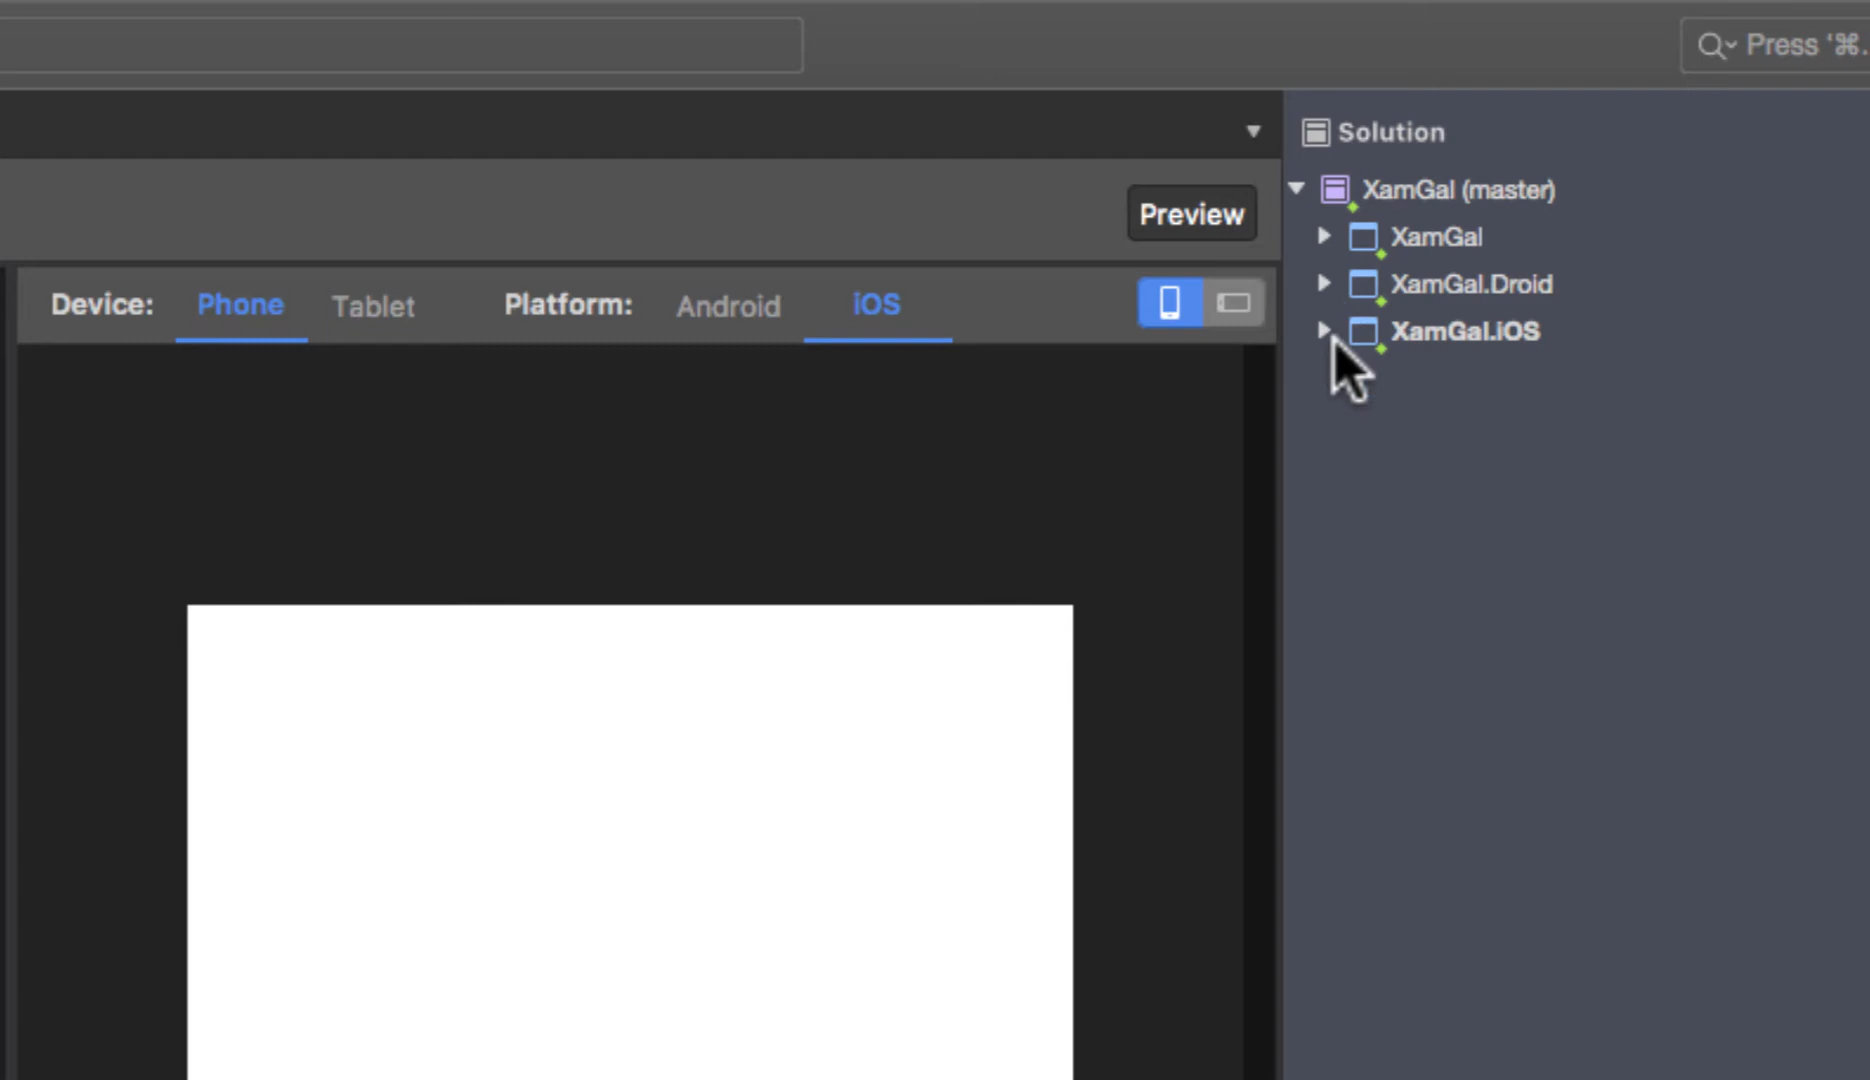 Press ‘⌘.
Solution
XamGal (master)
Preview
XamGal
XamGal.Droid
Device: Phone Tablet Platform: Android iOS
XamGal.iOS